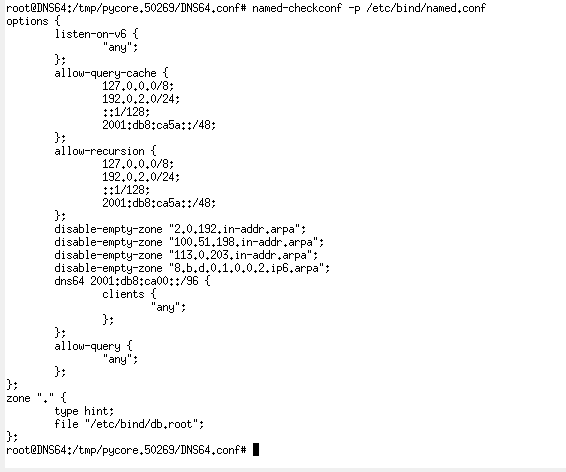 root@DNS64:/tmp/pycore.50269/DNS64.conf# named-checkconf -p /etc/bind/named.conf
options {
        listen-on-v6 {
                "any";
        };
        allow-query-cache {
                127.0.0.0/8;
                192.0.2.0/24;
                ::1/128;
                2001:db8:ca5a::/48;
        };
        allow-recursion {
                127.0.0.0/8;
                192.0.2.0/24;
                ::1/128;
                2001:db8:ca5a::/48;
        };
        disable-empty-zone "2.0.192.in-addr.arpa";
        disable-empty-zone "100.51.198.in-addr.arpa";
        disable-empty-zone "113.0.203.in-addr.arpa";
        disable-empty-zone "8.b.d.0.1.0.0.2.ip6.arpa";
        dns64 2001:db8:ca00::/96 {
                clients {
                        "any";
                };
        };
        allow-query {
                "any";
        };
};
zone "." {
        type hint;
        file "/etc/bind/db.root";
};
root@DNS64:/tmp/pycore.50269/DNS64.conf#